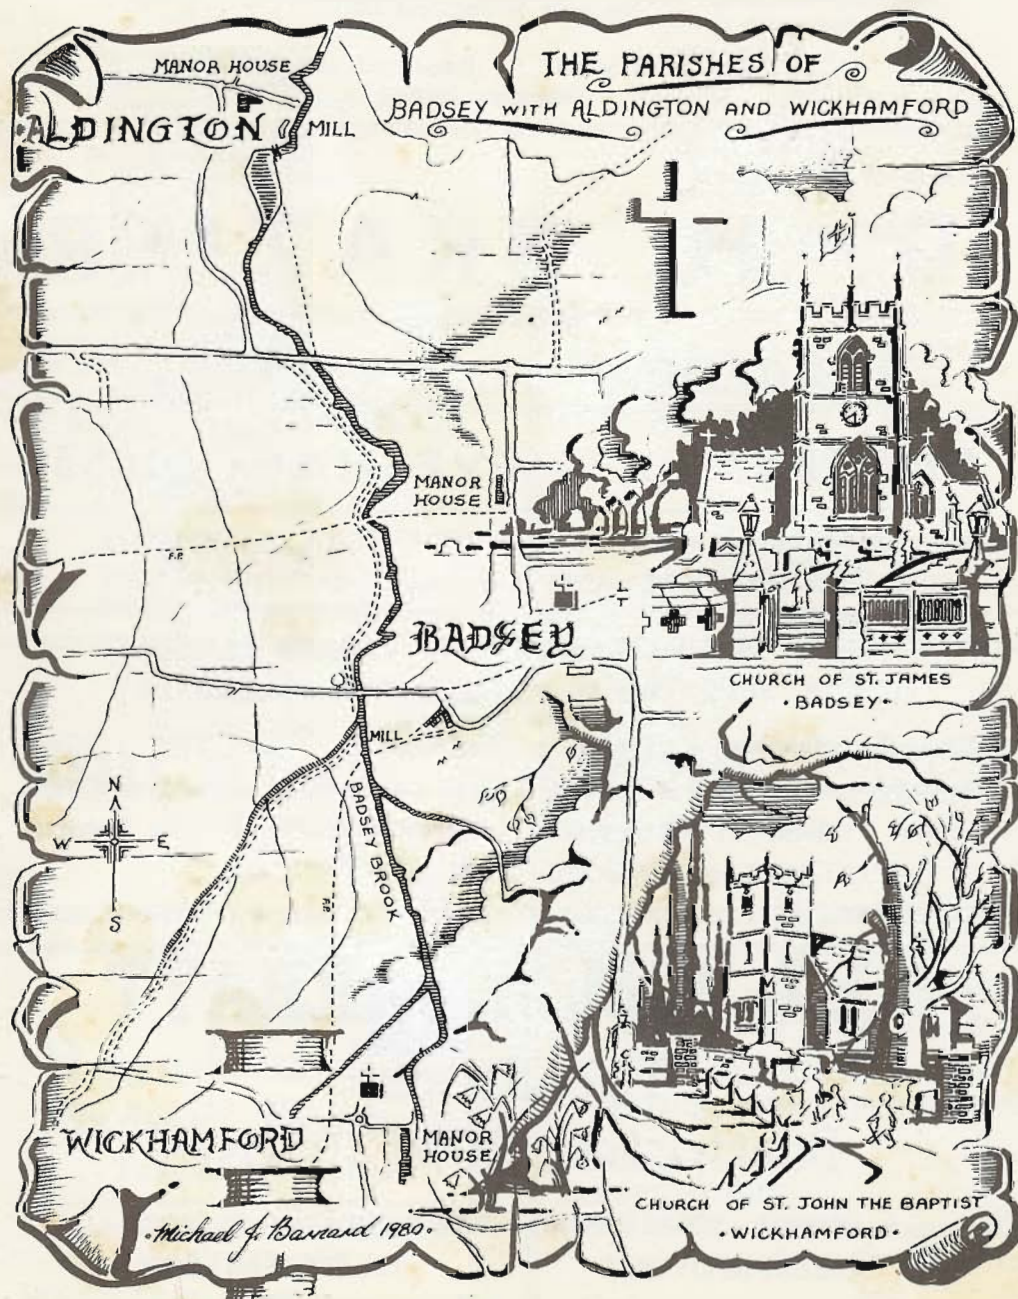 THE PARISHES OF
BADSEY WITH ALDINGTON AND WICKHAMFORD
MANOR HOUSE
ALDINGTON
MILL
MANOR
HOUSE
F.P.
BADSEY
CHURCH OF ST. JAMES
• BADSEY •
MILL
BADSEY BROOK
N
W E
S
F.P.
WICKHAMFORD
MANOR
HOUSE
CHURCH OF ST. JOHN THE BAPTIST
• WICKHAMFORD •
• Michael J. Barnard 1980 •